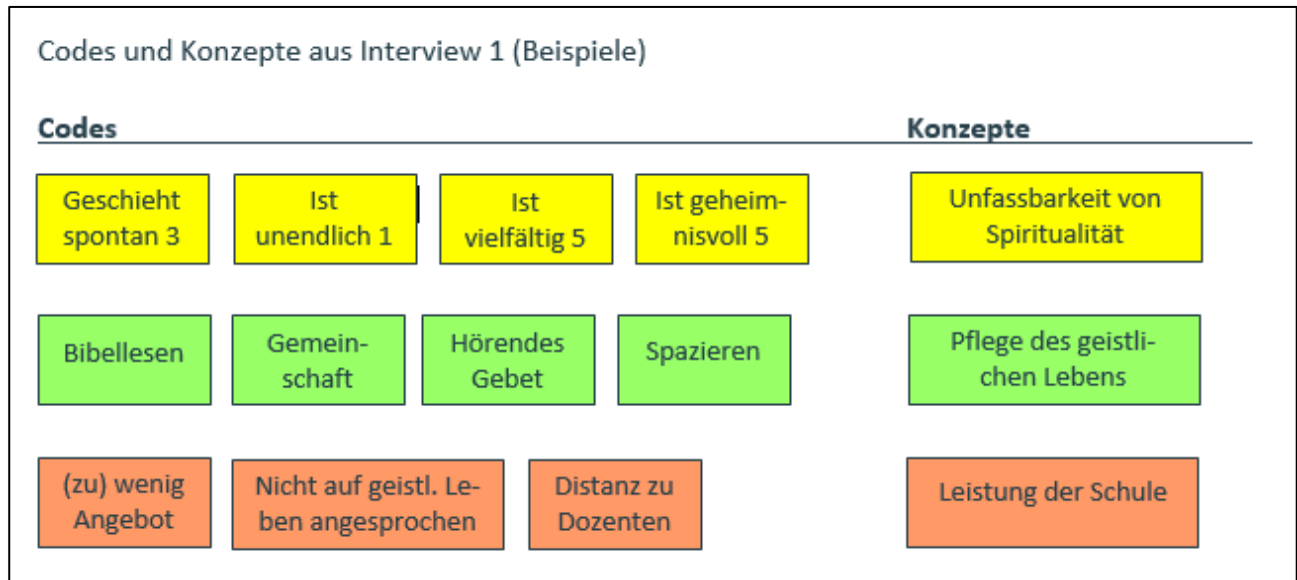 Codes und Konzepte aus Interview 1 (Beispiele)
Codes
Konzepte
Geschieht
spontan 3
Ist
unendlich 1
Ist
vielfältig 5
Ist geheim-
nisvoll 5
Unfassbarkeit von
Spiritualität
Bibellesen
Gemein-
schaft
Hörendes
Gebet
Spazieren
Pflege des geistli-
chen Lebens
(zu) wenig
Angebot
Nicht auf geistl. Le-
ben angesprochen
Distanz zu
Dozenten
Leistung der Schule